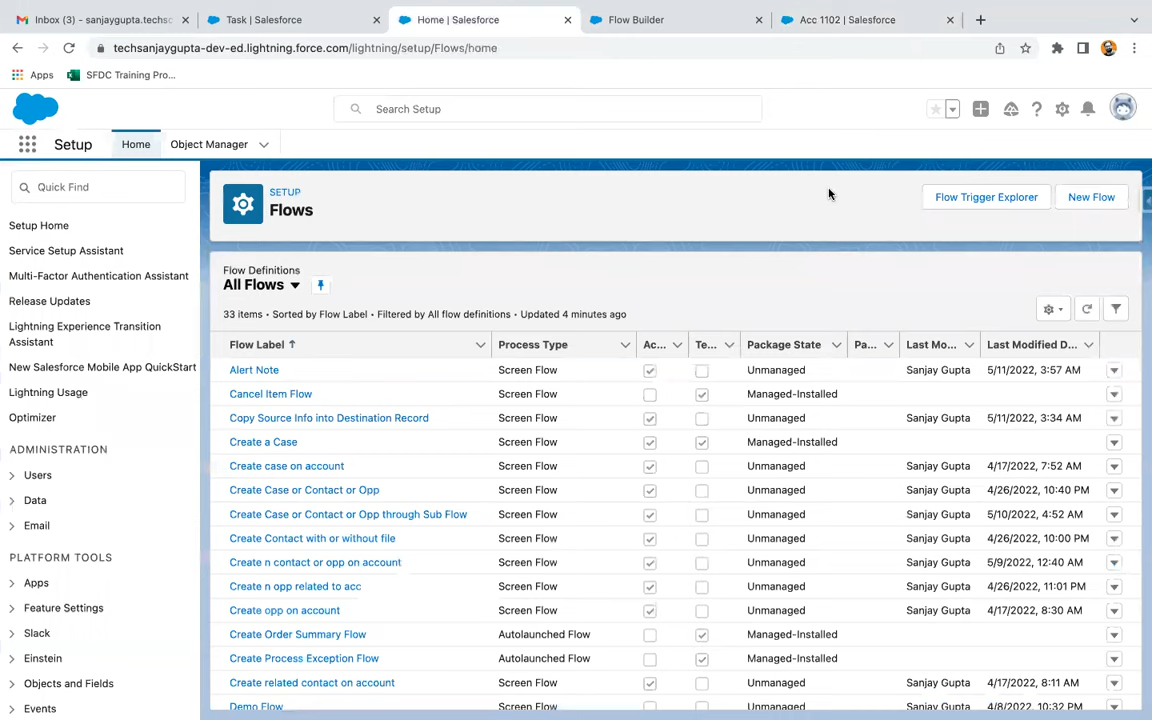 Inbox (3) - sanjaygupta.techsc
Task | Salesforce
Home | Salesforce
Flow Builder
Acc 1102 | Salesforce
techsanjaygupta-dev-ed.lightning.force.com/lightning/setup/Flows/home
Apps
SFDC Training Pro...
Search Setup
Setup
Home
Object Manager
Quick Find
Setup Home
Service Setup Assistant
Multi-Factor Authentication Assistant
Release Updates
Lightning Experience Transition
Assistant
New Salesforce Mobile App QuickStart
Lightning Usage
Optimizer
ADMINISTRATION
Users
Data
Email
PLATFORM TOOLS
Apps
Feature Settings
Slack
Einstein
Objects and Fields
Events
SETUP
Flows
Flow Trigger Explorer
New Flow
Flow Definitions
All Flows
33 items • Sorted by Flow Label • Filtered by All flow definitions • Updated 4 minutes ago
Flow Label Process Type Ac... Te... Package State Pa... Last Mo... Last Modified D...
Alert Note Screen Flow Unmanaged Sanjay Gupta 5/11/2022, 3:57 AM
Cancel Item Flow Screen Flow Managed-Installed
Copy Source Info into Destination Record Screen Flow Unmanaged Sanjay Gupta 5/11/2022, 3:34 AM
Create a Case Screen Flow Managed-Installed
Create case on account Screen Flow Unmanaged Sanjay Gupta 4/17/2022, 7:52 AM
Create Case or Contact or Opp Screen Flow Unmanaged Sanjay Gupta 4/26/2022, 10:40 PM
Create Case or Contact or Opp through Sub Flow Screen Flow Unmanaged Sanjay Gupta 5/10/2022, 4:52 AM
Create Contact with or without file Screen Flow Unmanaged Sanjay Gupta 4/26/2022, 10:00 PM
Create n contact or opp on account Screen Flow Unmanaged Sanjay Gupta 5/9/2022, 12:40 AM
Create n opp related to acc Screen Flow Unmanaged Sanjay Gupta 4/26/2022, 11:01 PM
Create opp on account Screen Flow Unmanaged Sanjay Gupta 4/17/2022, 8:30 AM
Create Order Summary Flow Autolaunched Flow Managed-Installed
Create Process Exception Flow Autolaunched Flow Managed-Installed
Create related contact on account Screen Flow Unmanaged Sanjay Gupta 4/17/2022, 8:11 AM
Demo Flow Screen Flow Unmanaged Sanjay Gupta 4/8/2022, 10:32 PM